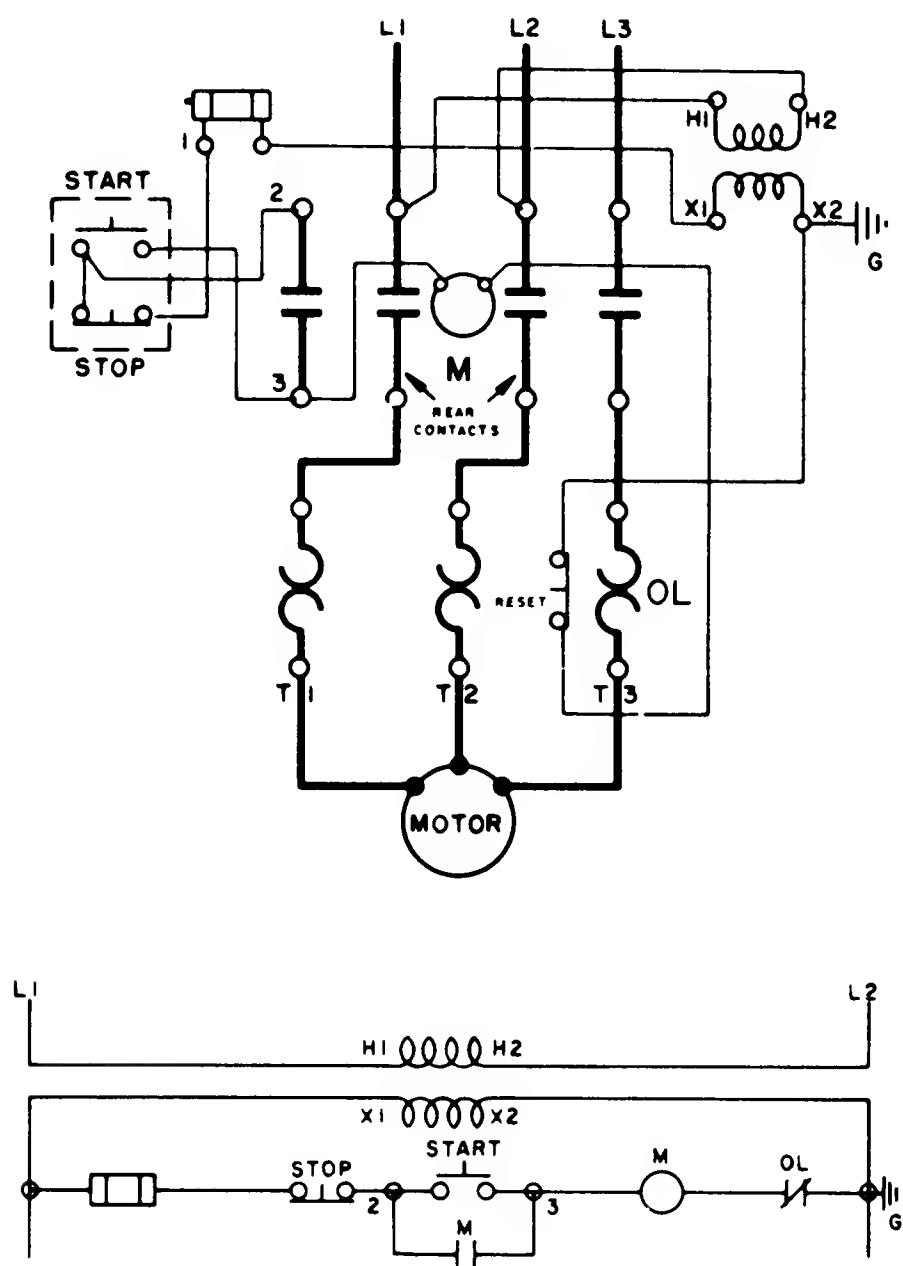 L1 L2 L3
H1 H2
1
START
2
X1 X2
G
STOP
3
M
REAR
CONTACTS
RESET
OL
T1 T2 T3
MOTOR
L1 L2
H1 H2
X1 X2
START
STOP
M
OL
2 3
G
M